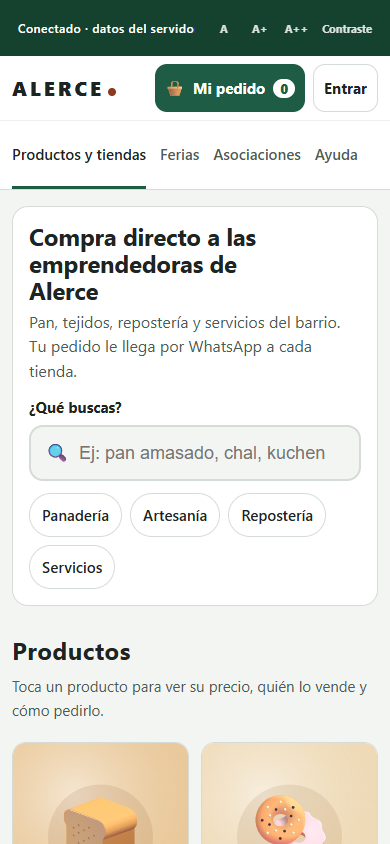 Conectado · datos del servido
A A+ A++ Contraste
ALERCE
Mi pedido 0
Entrar
Productos y tiendas Ferias Asociaciones Ayuda
Compra directo a las
emprendedoras de
Alerce
Pan, tejidos, repostería y servicios del barrio.
Tu pedido le llega por WhatsApp a cada
tienda.
¿Qué buscas?
Ej: pan amasado, chal, kuchen
Panadería Artesanía Repostería
Servicios
Productos
Toca un producto para ver su precio, quién lo vende y
cómo pedirlo.